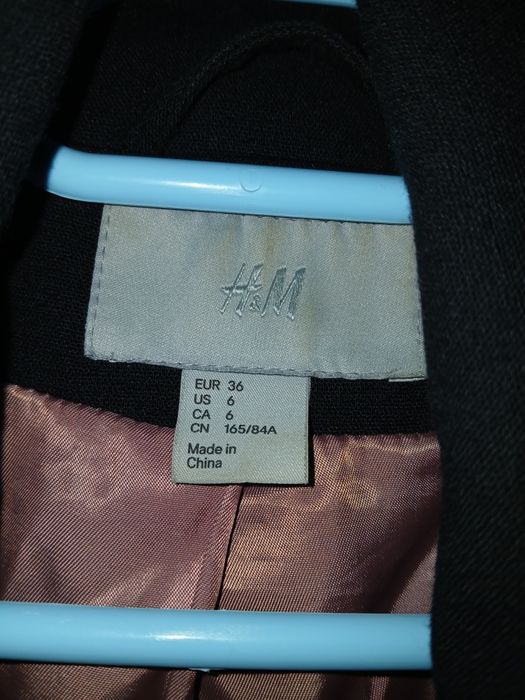 H&M
EUR 36
US 6
CA 6
CN 165/84A
Made in
China